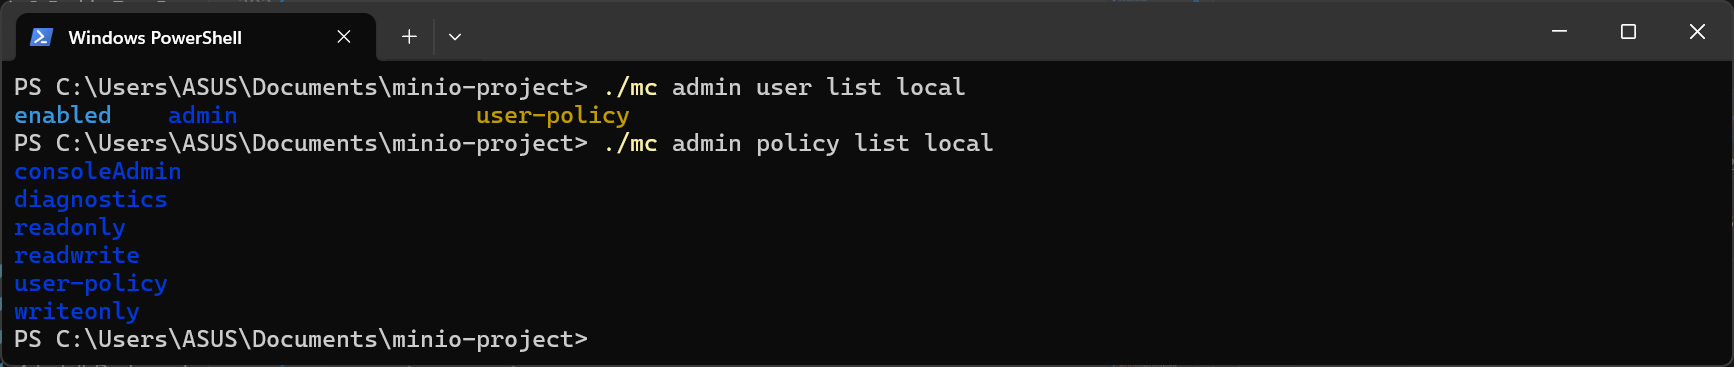 Windows PowerShell
PS C:\Users\ASUS\Documents\minio-project> ./mc admin user list local
enabled    admin                 user-policy
PS C:\Users\ASUS\Documents\minio-project> ./mc admin policy list local
consoleAdmin
diagnostics
readonly
readwrite
user-policy
writeonly
PS C:\Users\ASUS\Documents\minio-project>